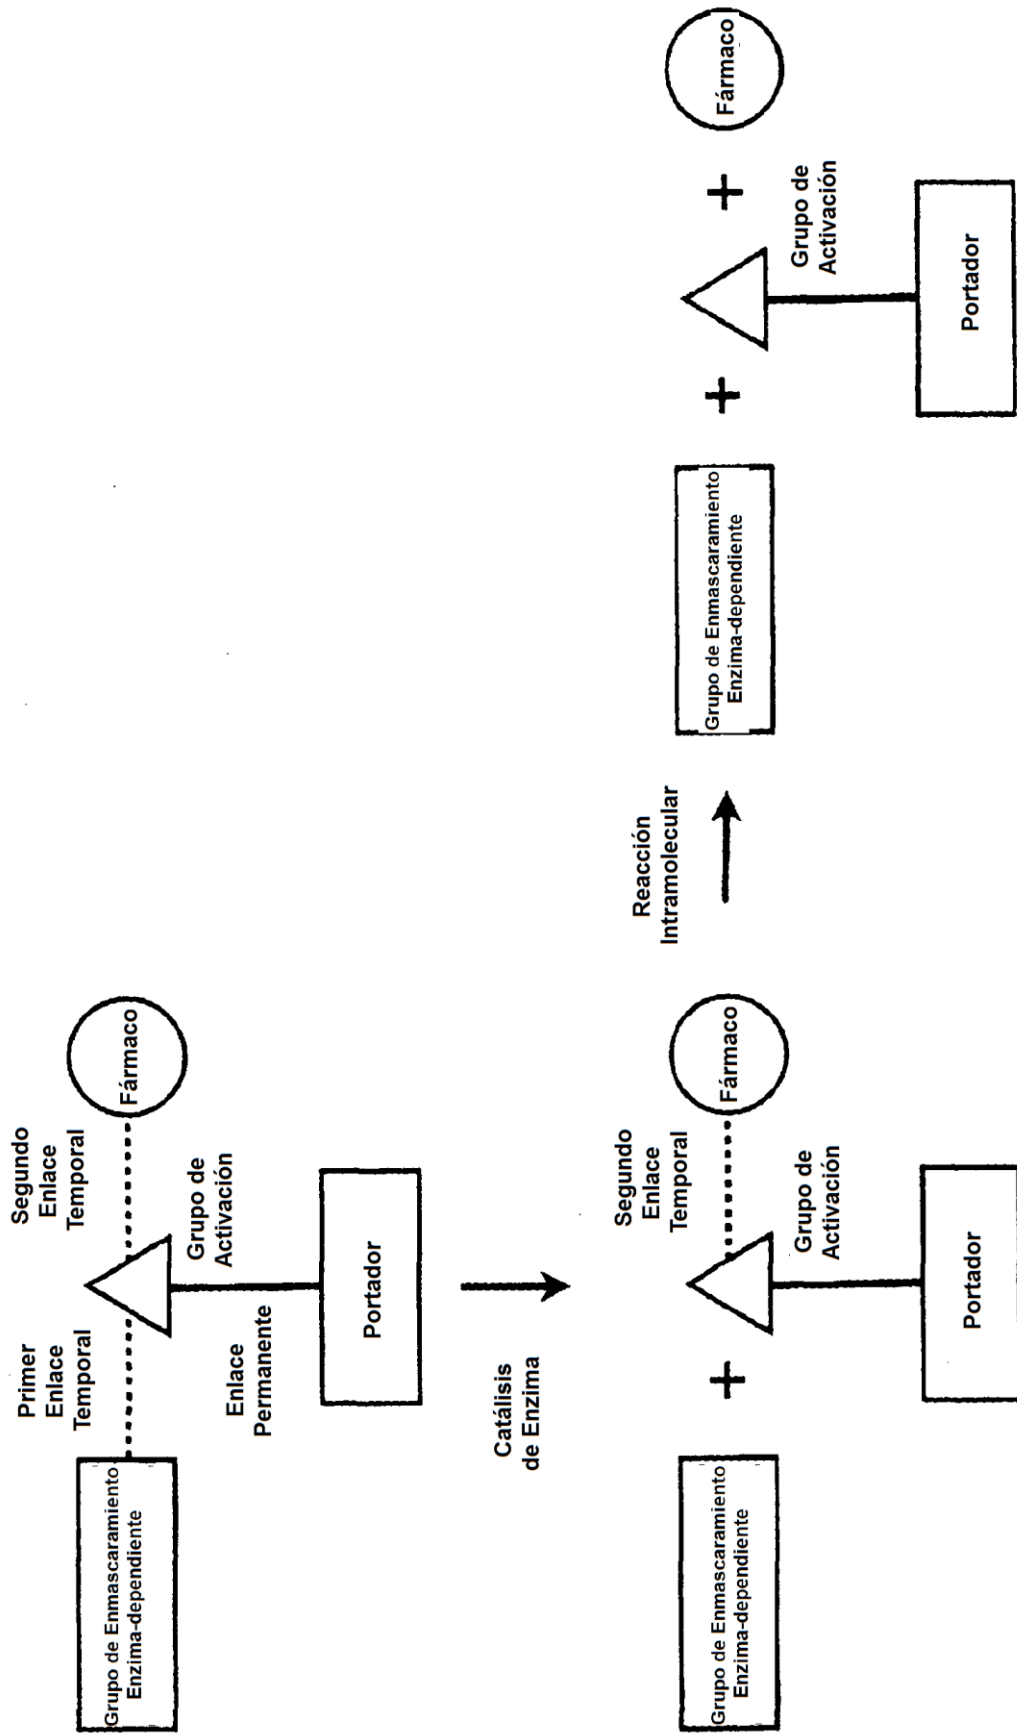 Grupo de Enmascaramiento
Enzima-dependiente
Primer
Enlace
Temporal
Segundo
Enlace
Temporal
Fármaco
Grupo de
Activación
Enlace
Permanente
Portador
Catálisis
de Enzima
Grupo de Enmascaramiento
Enzima-dependiente
+
Segundo
Enlace
Temporal
Fármaco
Grupo de
Activación
Portador
Reacción
Intramolecular
Grupo de Enmascaramiento
Enzima-dependiente
+
+
Fármaco
Grupo de
Activación
Portador